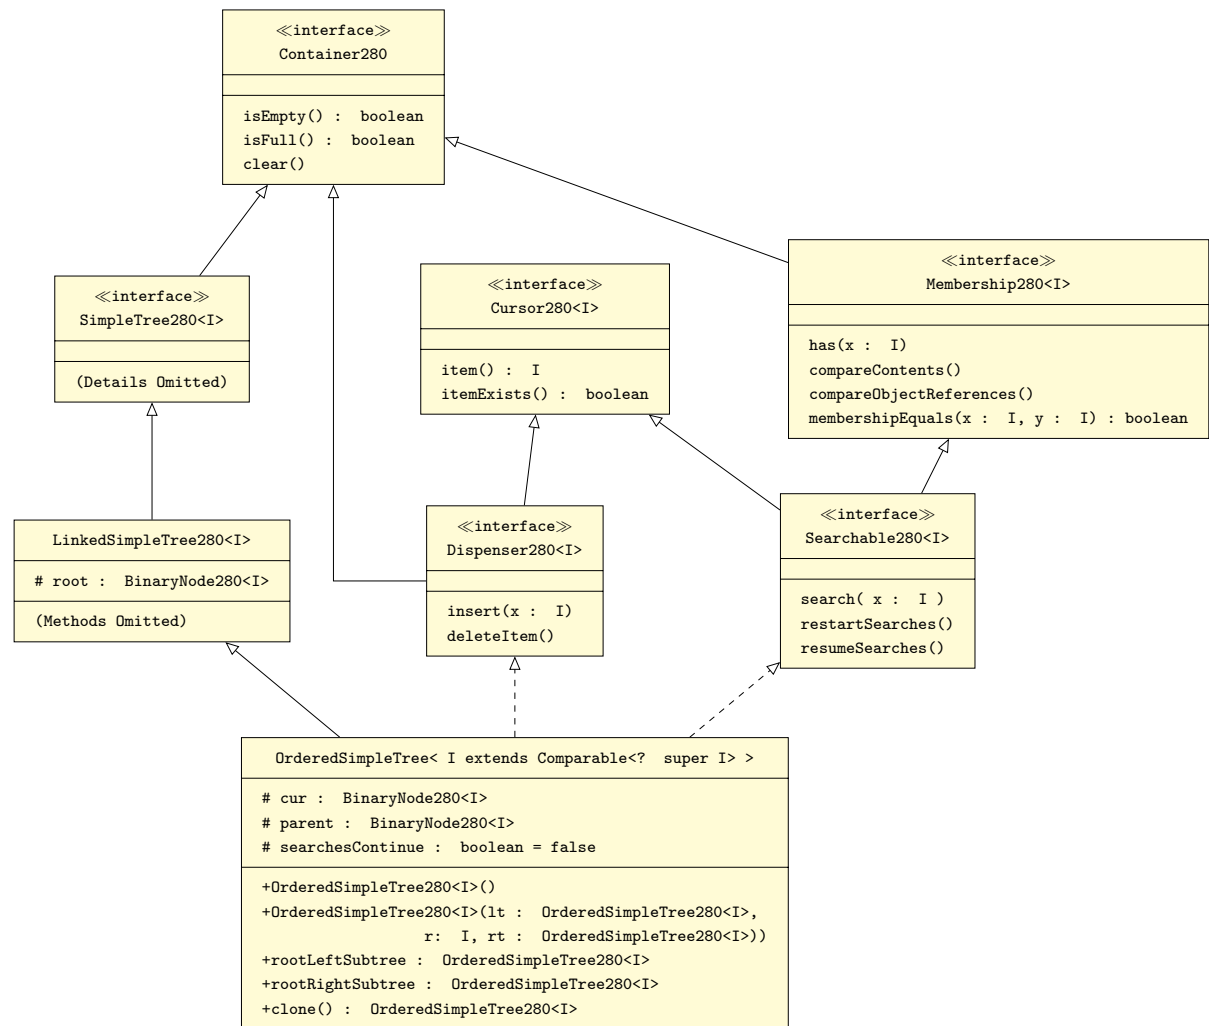 ≪interface≫
Container280
isEmpty() : boolean
isFull() : boolean
clear()
≪interface≫
SimpleTree280<I>
(Details Omitted)
≪interface≫
Cursor280<I>
item() : I
itemExists() : boolean
≪interface≫
Membership280<I>
has(x : I)
compareContents()
compareObjectReferences()
membershipEquals(x : I, y : I) : boolean
LinkedSimpleTree280<I>
# root : BinaryNode280<I>
(Methods Omitted)
≪interface≫
Dispenser280<I>
insert(x : I)
deleteItem()
≪interface≫
Searchable280<I>
search( x : I )
restartSearches()
resumeSearches()
OrderedSimpleTree< I extends Comparable<? super I> >
# cur : BinaryNode280<I>
# parent : BinaryNode280<I>
# searchesContinue : boolean = false
+OrderedSimpleTree280<I>()
+OrderedSimpleTree280<I>(lt : OrderedSimpleTree280<I>,
r: I, rt : OrderedSimpleTree280<I>))
+rootLeftSubtree : OrderedSimpleTree280<I>
+rootRightSubtree : OrderedSimpleTree280<I>
+clone() : OrderedSimpleTree280<I>